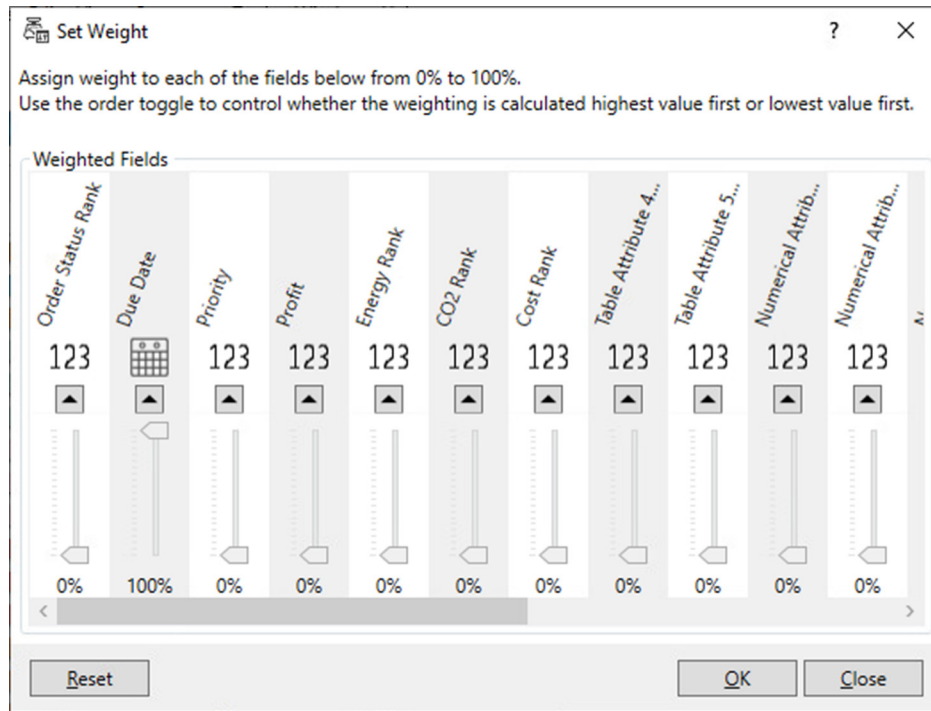 Set Weight
?
Assign weight to each of the fields below from 0% to 100%.
Use the order toggle to control whether the weighting is calculated highest value first or lowest value first.
Weighted Fields
Order Status Rank
Due Date
Priority
Profit
Energy Rank
CO2 Rank
Cost Rank
Table Attribute 4...
Table Attribute 5...
Numerical Attrib...
Numerical Attrib...
123 123 123 123 123 123 123 123 123 123
0% 100% 0% 0% 0% 0% 0% 0% 0% 0% 0%
Reset OK Close